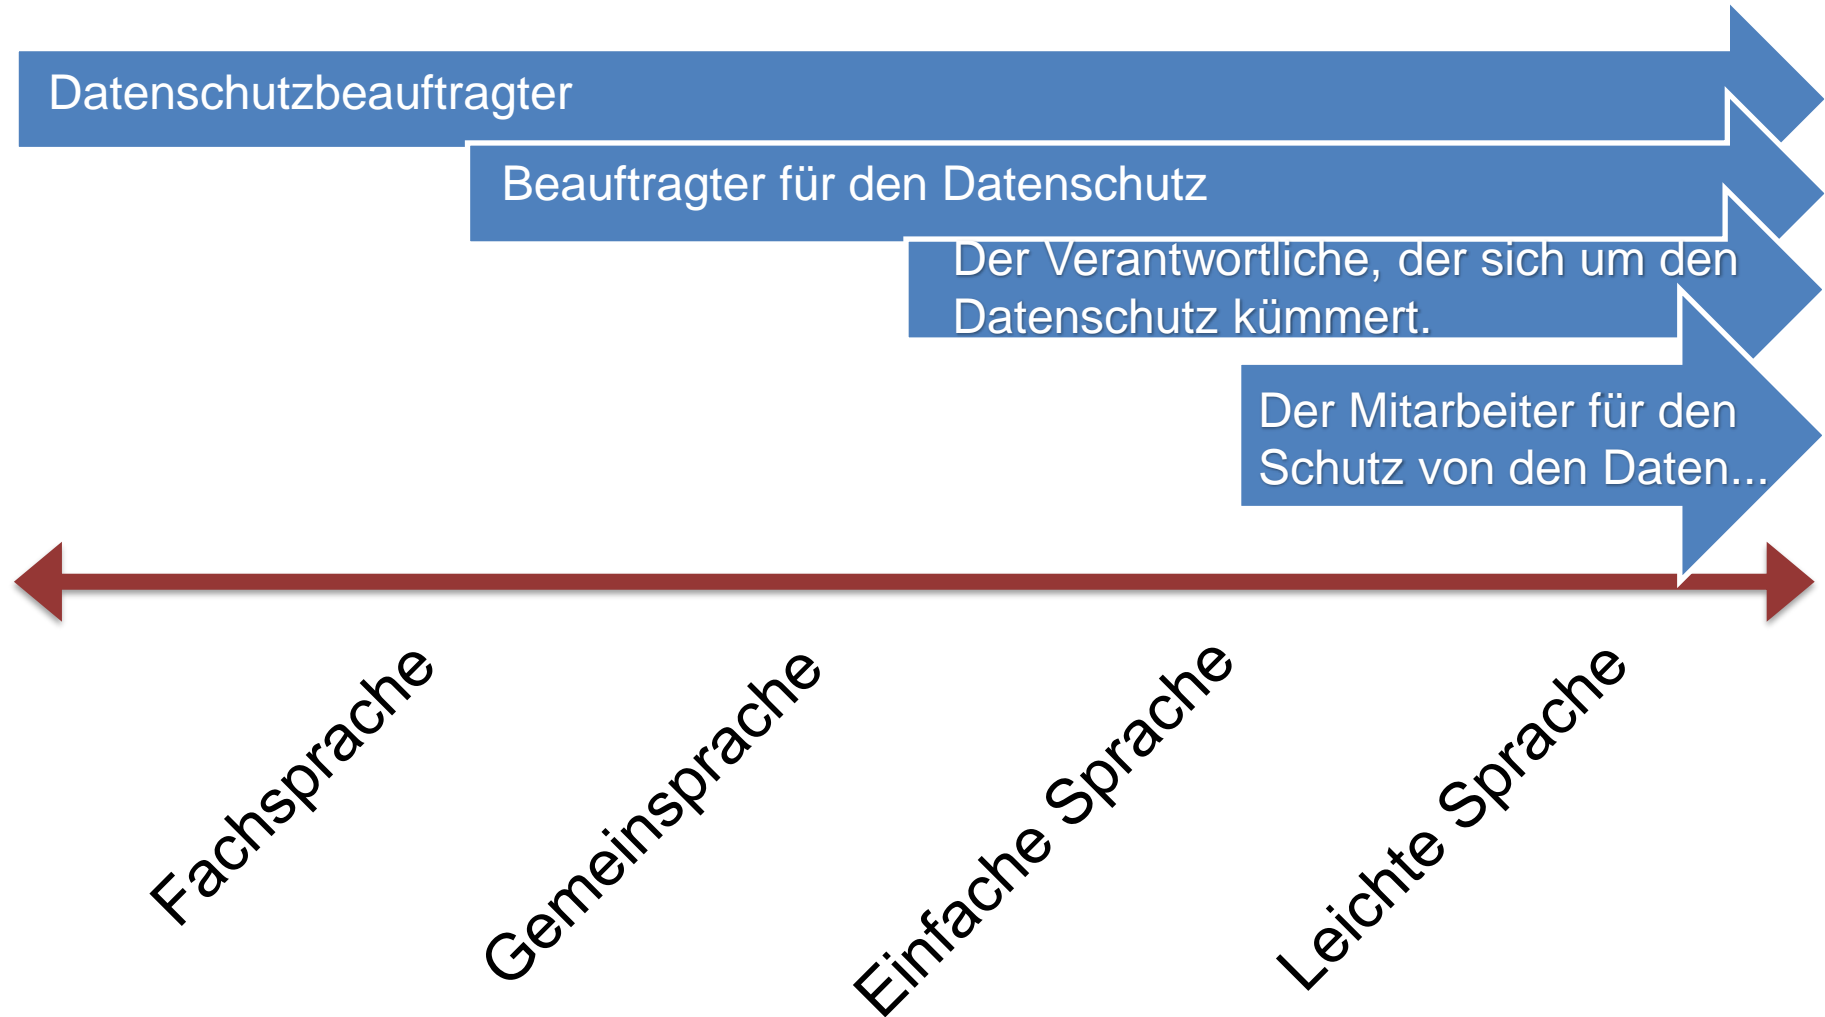 Datenschutzbeauftragter
Beauftragter für den Datenschutz
Der Verantwortliche, der sich um den
Datenschutz kümmert.
Der Mitarbeiter für den
Schutz von den Daten...
Fachsprache
Gemeinsprache
Einfache Sprache
Leichte Sprache